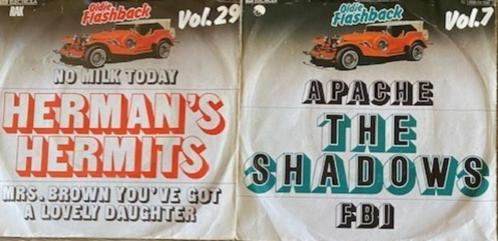 RAK
Oldie
Flashback
Vol. 29
NO MILK TODAY
HERMAN'S
HERMITS
MRS. BROWN YOU'VE GOT
A LOVELY DAUGHTER
Oldie
Flashback
Vol. 7
APACHE
THE
SHADOWS
FBI